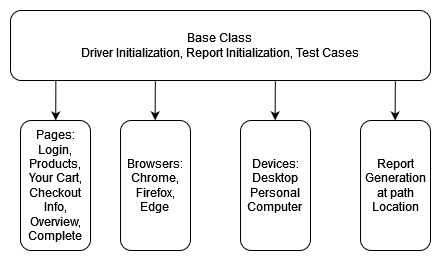 Base Class
Driver Initialization, Report Initialization, Test Cases
Pages:
Login,
Products,
Your Cart,
Checkout
Info,
Overview,
Complete
Browsers:
Chrome,
Firefox,
Edge
Devices:
Desktop
Personal
Computer
Report
Generation
at path
Location